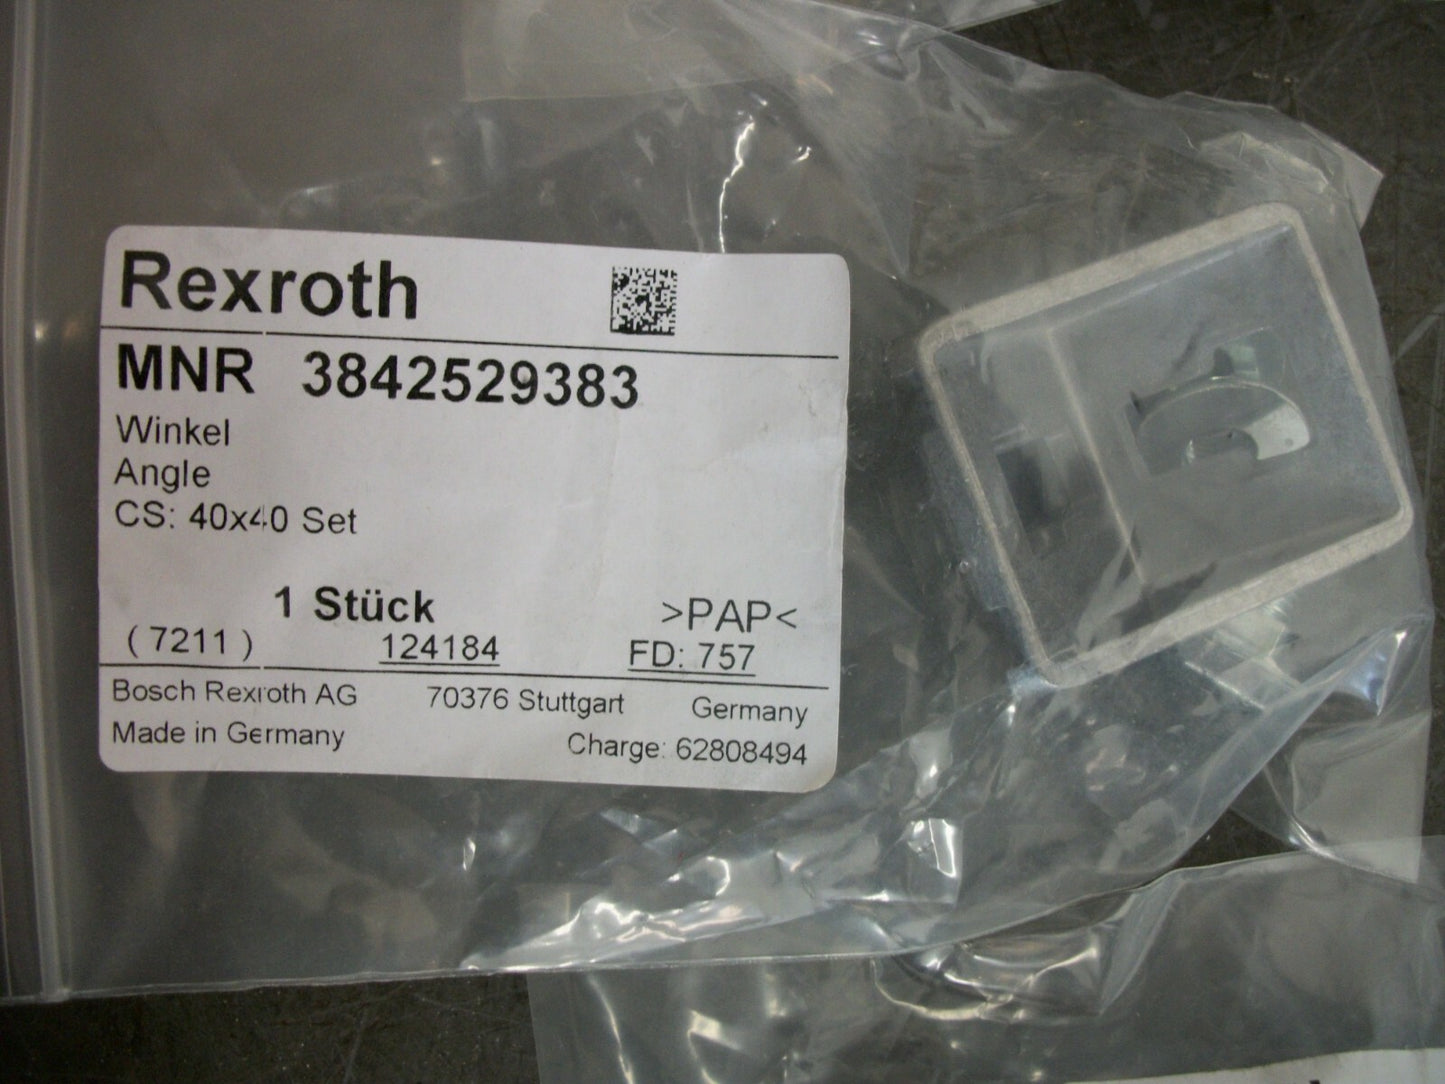 Rexroth
MNR 3842529383
Winkel
Angle
CS: 40x40 Set
1 Stück >PAP<
(7211) 124184 FD: 757
Bosch Rexroth AG 70376 Stuttgart Germany
Made in Germany Charge: 62808494